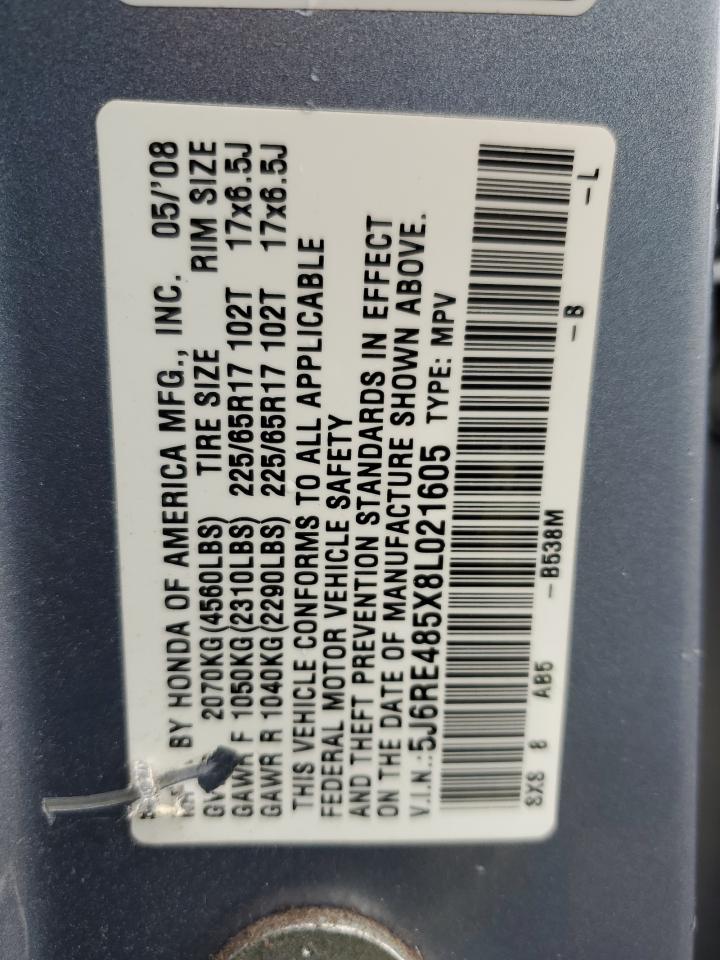 BY HONDA OF AMERICA MFG., INC. 05/'08
2070KG(4560LBS) TIRE SIZE RIM SIZE
GAWR F 1050KG(2310LBS) 225/65R17 102T 17x6.5J
GAWR R 1040KG(2290LBS) 225/65R17 102T 17x6.5J
THIS VEHICLE CONFORMS TO ALL APPLICABLE
FEDERAL MOTOR VEHICLE SAFETY
AND THEFT PREVENTION STANDARDS IN EFFECT
ON THE DATE OF MANUFACTURE SHOWN ABOVE.
V.I.N.:5J6RE485X8L021605 TYPE: MPV
SXS 8 AB5 -B538M -B -L